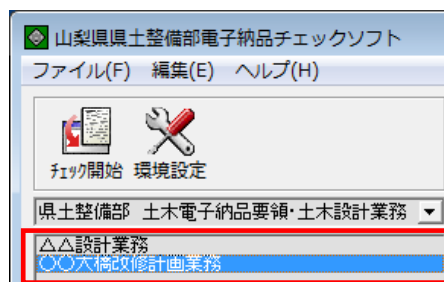 山梨県県土整備部電子納品チェックソフト
ファイル(F) 編集(E) ヘルプ(H)
チェック開始 環境設定
県土整備部 土木電子納品要領・土木設計業務
△△設計業務
〇〇大橋改修計画業務